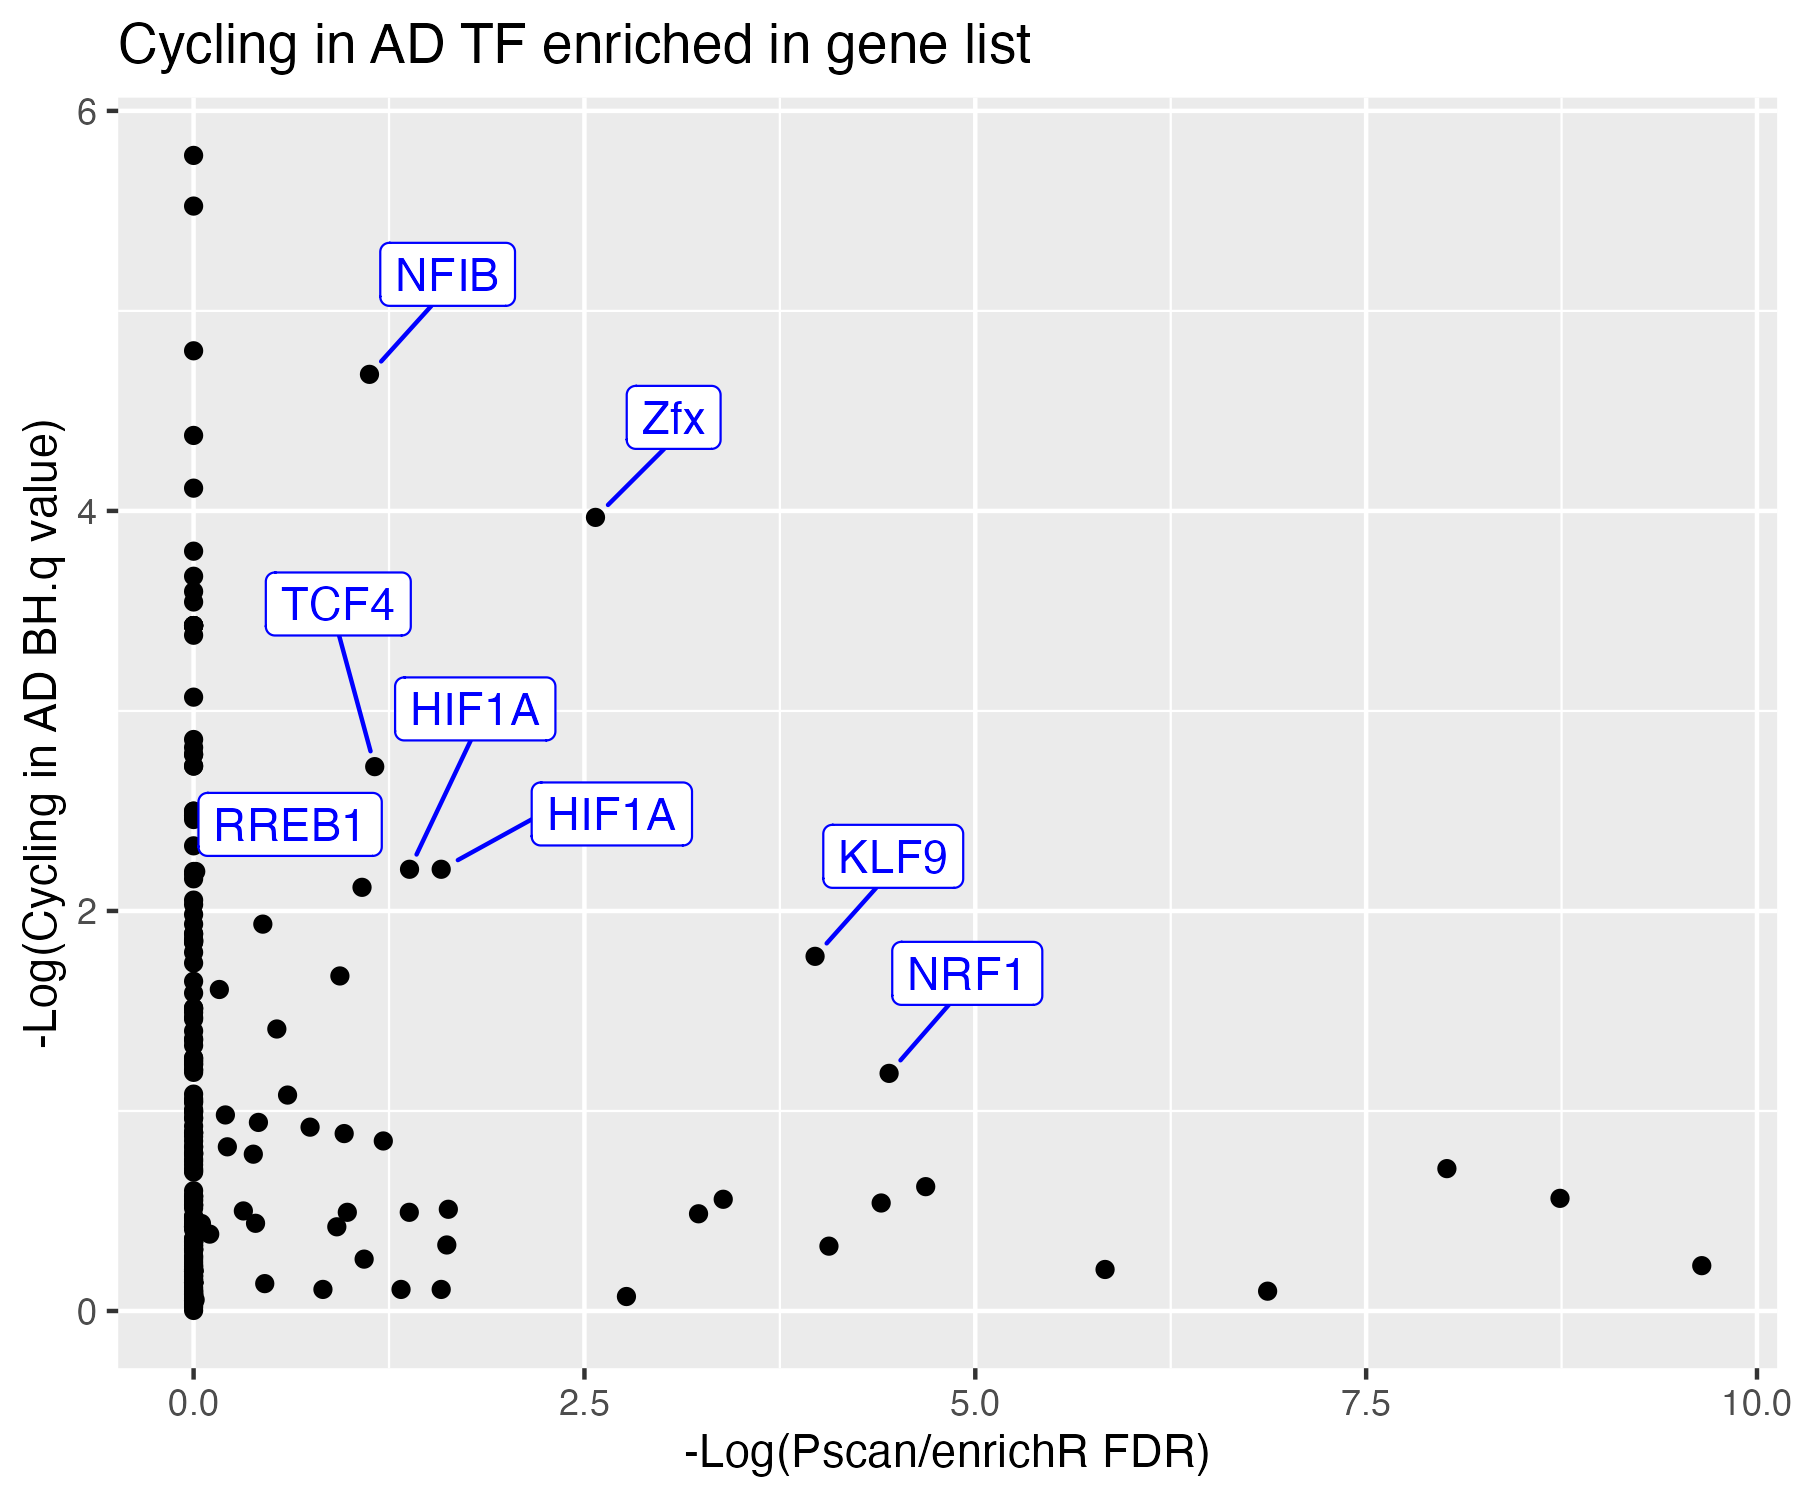 Cycling in AD TF enriched in gene list
-Log(Cycling in AD BH.q value)
6
4
2
0
NFIB
Zfx
TCF4
HIF1A
RREB1
HIF1A
KLF9
NRF1
0.0
2.5
5.0
7.5
10.0
-Log(Pscan/enrichR FDR)